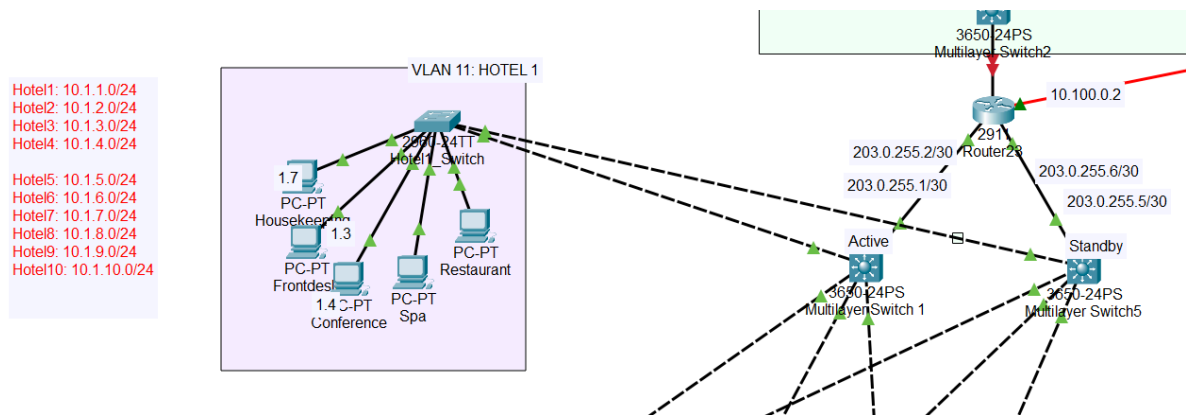 Hotel1: 10.1.1.0/24
Hotel2: 10.1.2.0/24
Hotel3: 10.1.3.0/24
Hotel4: 10.1.4.0/24
Hotel5: 10.1.5.0/24
Hotel6: 10.1.6.0/24
Hotel7: 10.1.7.0/24
Hotel8: 10.1.8.0/24
Hotel9: 10.1.9.0/24
Hotel10: 10.1.10.0/24
VLAN 11: HOTEL 1
2960-24TT
Hotel1_Switch
1.7
PC-PT
Housekeeping
1.3
PC-PT
Frontdesk
1.4
PC-PT
Conference
PC-PT
Spa
PC-PT
Restaurant
3650-24PS
Multilayer Switch2
10.100.0.2
2911
Router23
203.0.255.2/30
203.0.255.1/30
203.0.255.6/30
203.0.255.5/30
Active
3650-24PS
Multilayer Switch 1
Standby
3650-24PS
Multilayer Switch5